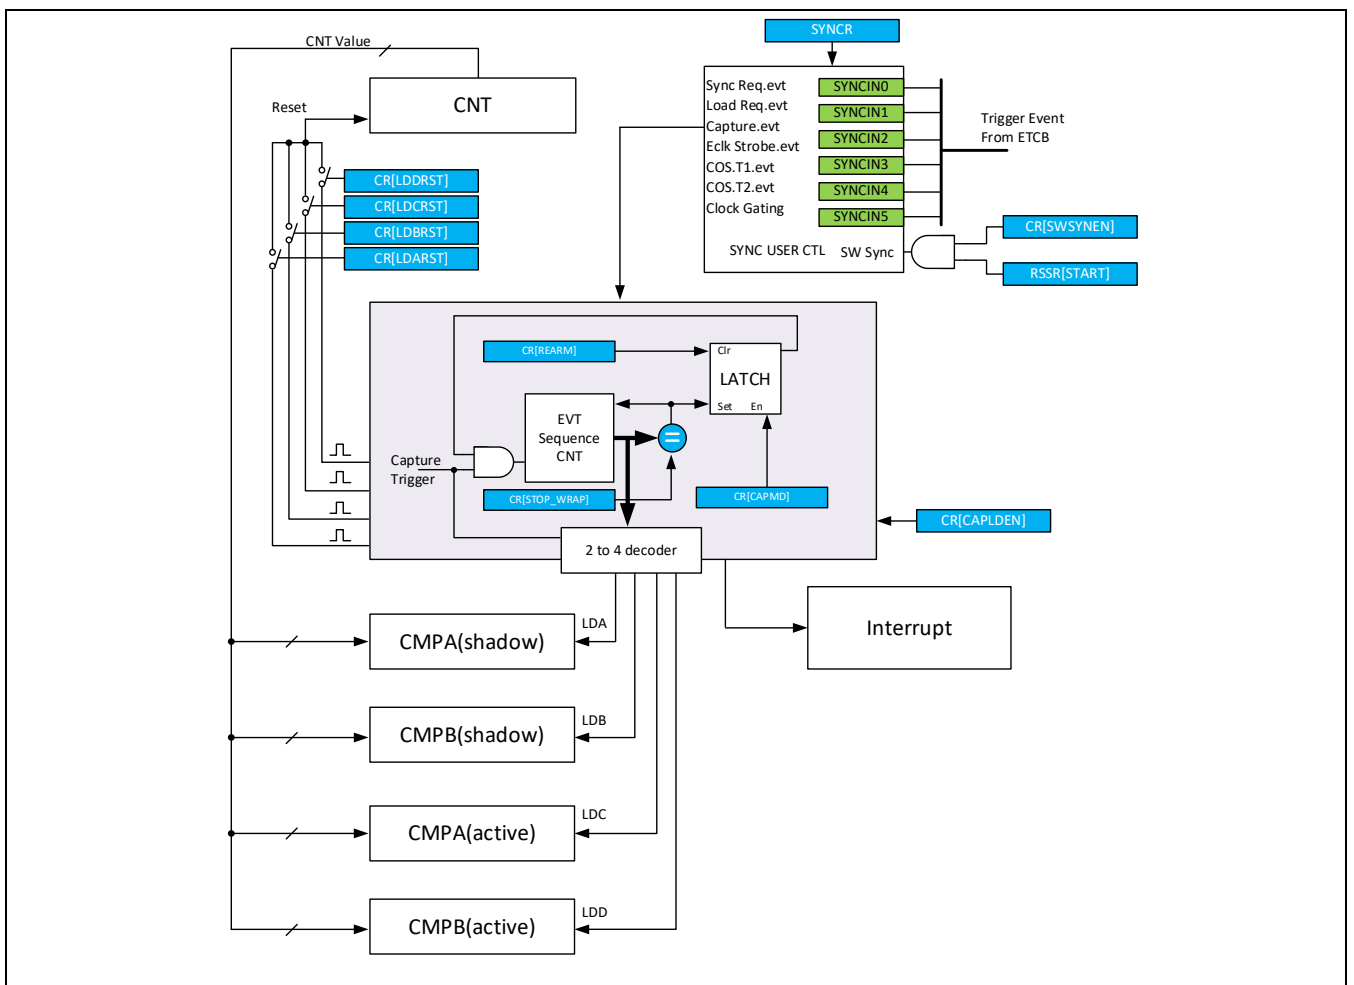 SYNCR
CNT Value
CNT
Reset
Sync Req.evt
Load Req.evt
Capture.evt
Eclk Strobe.evt
COS.T1.evt
COS.T2.evt
Clock Gating
SYNCIN0
SYNCIN1
SYNCIN2
SYNCIN3
SYNCIN4
SYNCIN5
Trigger Event
From ETCB
SYNC USER CTL
SW Sync
CR[SWSYNEN]
RSSR[START]
CR[LDDRST]
CR[LDCRST]
CR[LDBRST]
CR[LDARST]
CR[REARM]
Clr
LATCH
Set
En
EVT
Sequence
CNT
=
Capture
Trigger
CR[STOP_WRAP]
CR[CAPMD]
CR[CAPLDEN]
2 to 4 decoder
CMPA(shadow)
LDA
Interrupt
CMPB(shadow)
LDB
CMPA(active)
LDC
CMPB(active)
LDD